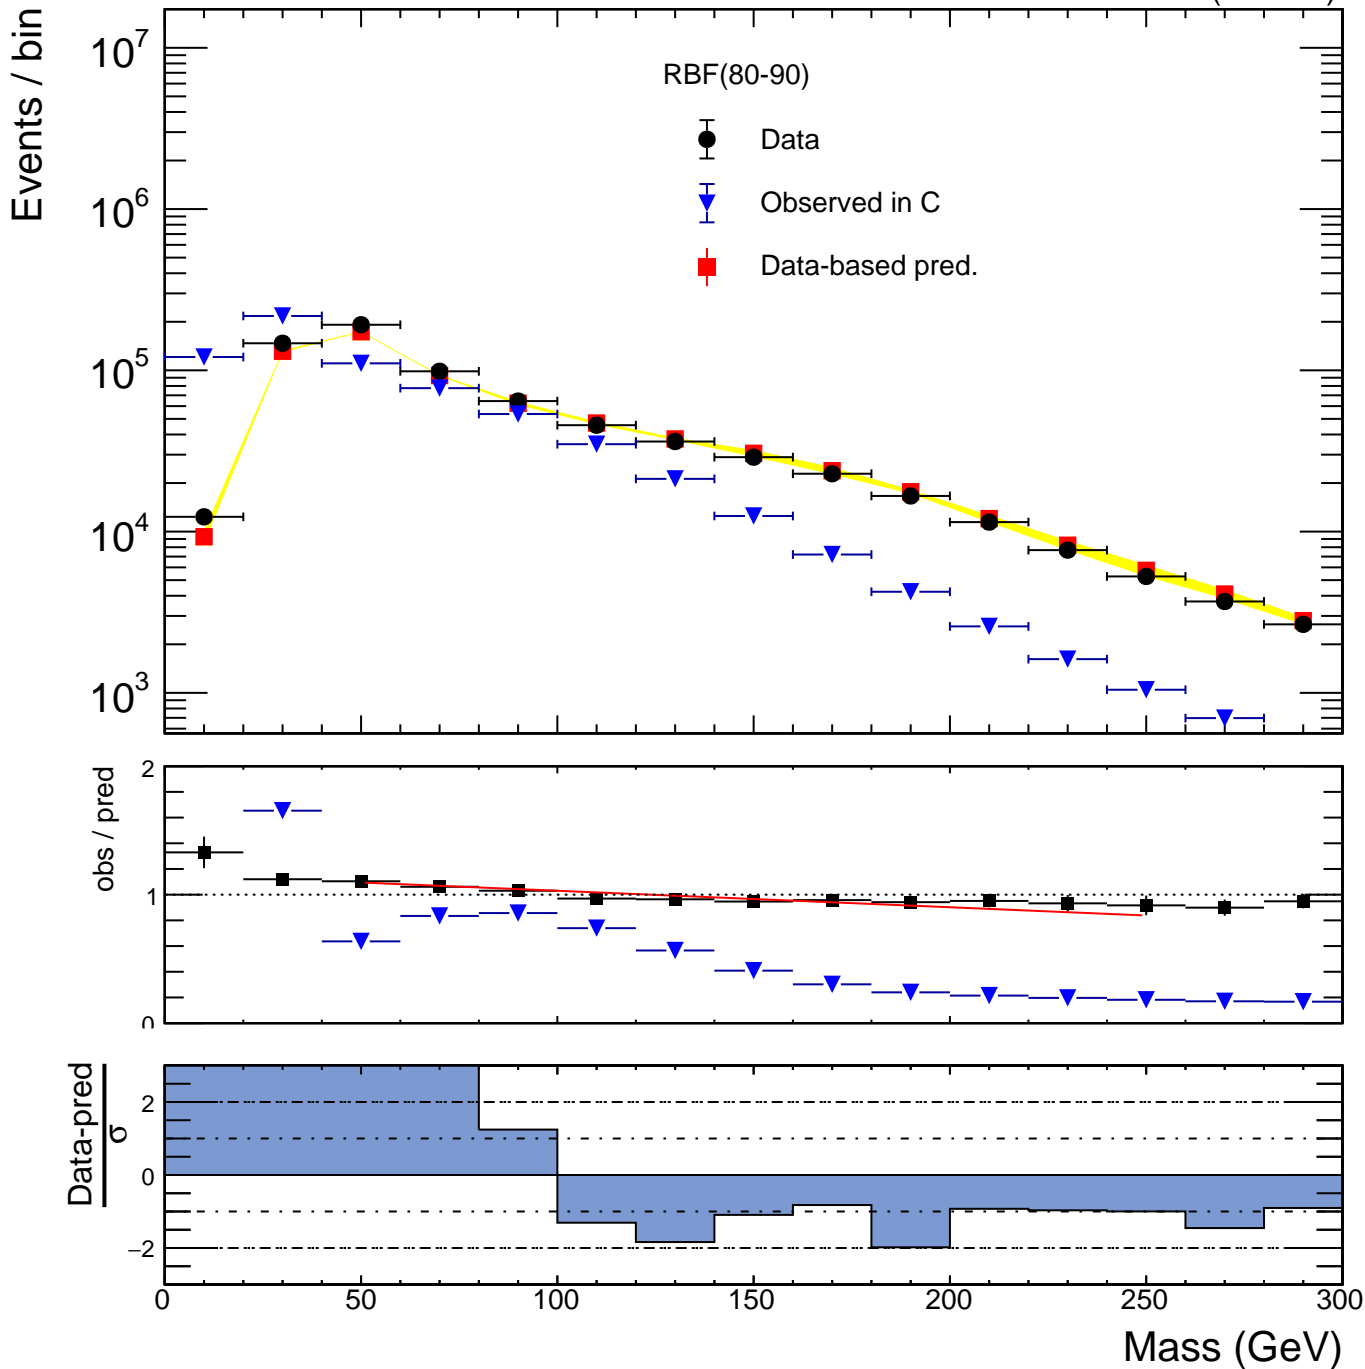 Events / bin
10^7
10^6
10^5
10^4
10^3
RBF(80-90)
Data
Observed in C
Data-based pred.
obs / pred
2
1
0
Data-pred
σ
2
0
−2
0 50 100 150 200 250 300
Mass (GeV)